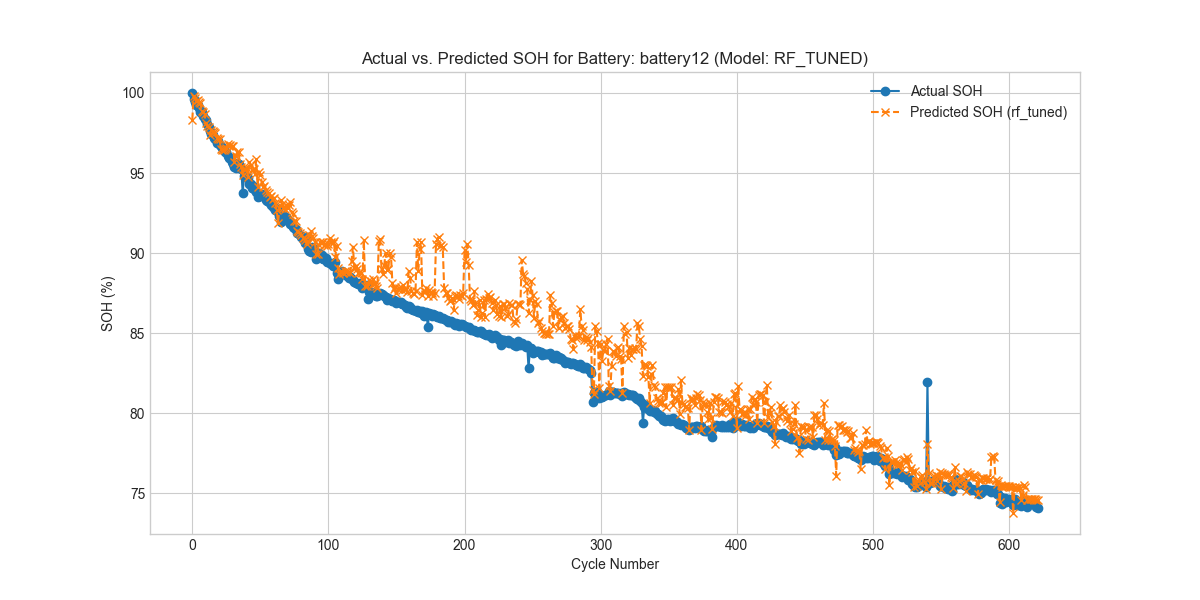 Actual vs. Predicted SOH for Battery: battery12 (Model: RF_TUNED)
Actual SOH
Predicted SOH (rf_tuned)
100
95
90
85
80
75
SOH (%)
0 100 200 300 400 500 600
Cycle Number